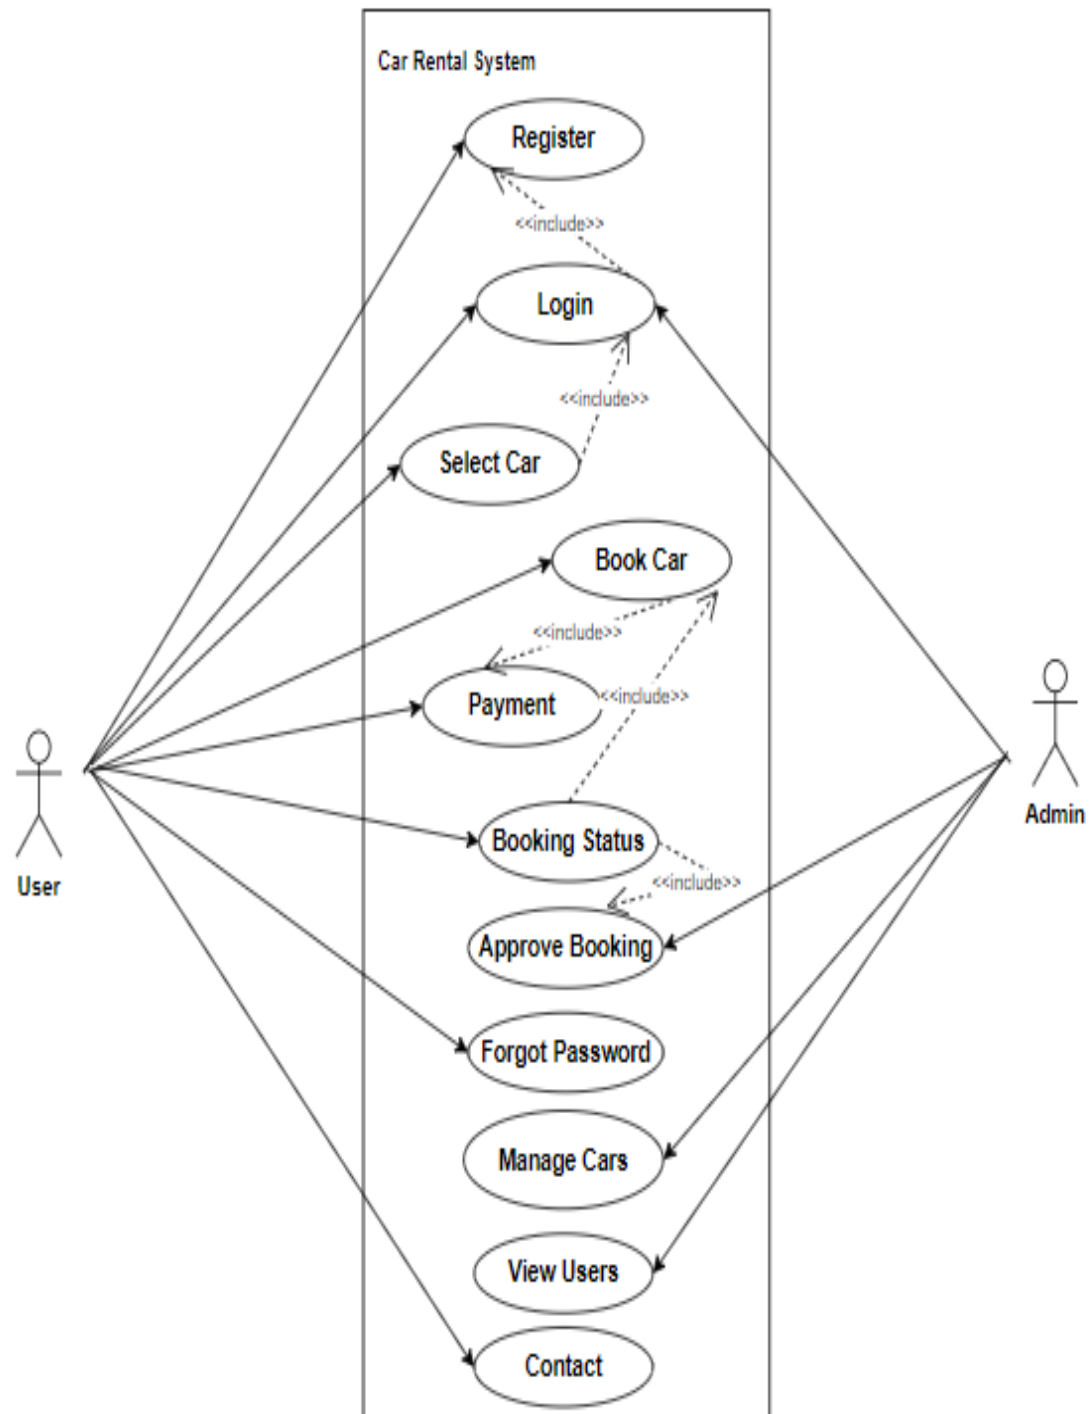 Car Rental System
Register
<<include>>
Login
<<include>>
Select Car
Book Car
<<include>>
Payment
<<include>>
Booking Status
<<include>>
Approve Booking
Forgot Password
Manage Cars
View Users
Contact
User
Admin